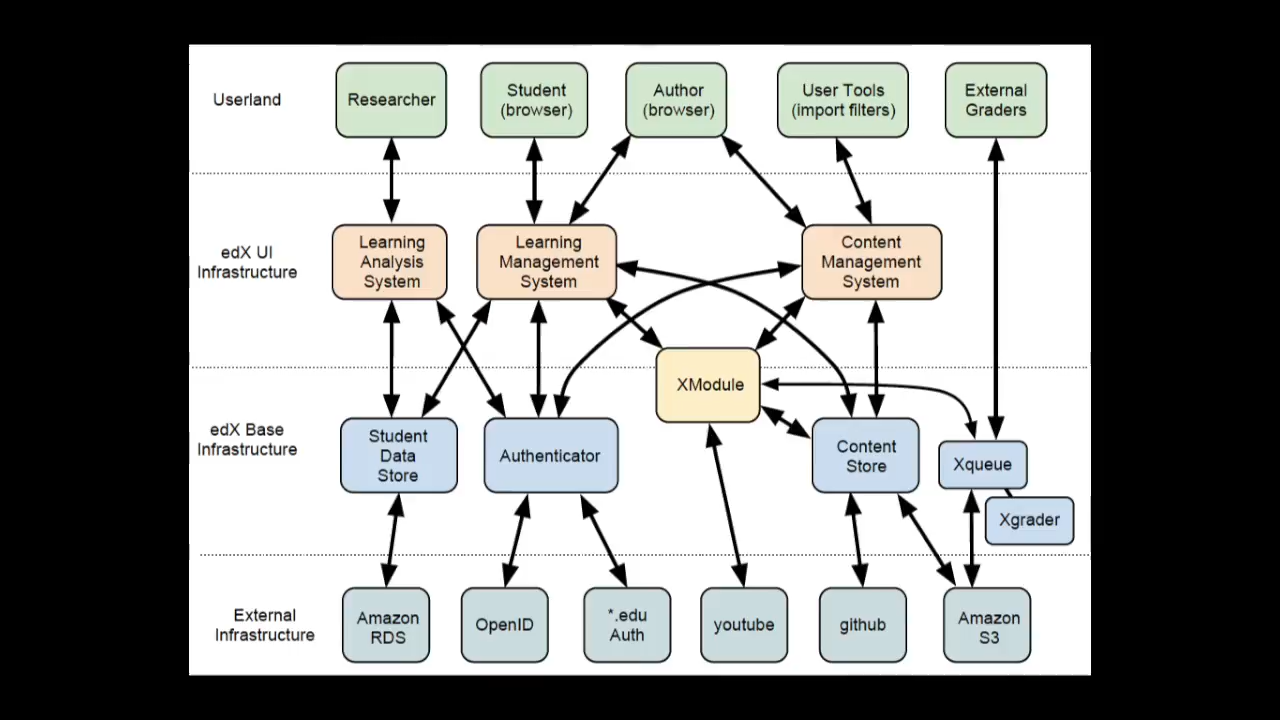 Userland
Researcher
Student
(browser)
Author
(browser)
User Tools
(import filters)
External
Graders
edX UI
Infrastructure
Learning
Analysis
System
Learning
Management
System
Content
Management
System
XModule
edX Base
Infrastructure
Student
Data
Store
Authenticator
Content
Store
Xqueue
Xgrader
External
Infrastructure
Amazon
RDS
OpenID
*.edu
Auth
youtube
github
Amazon
S3